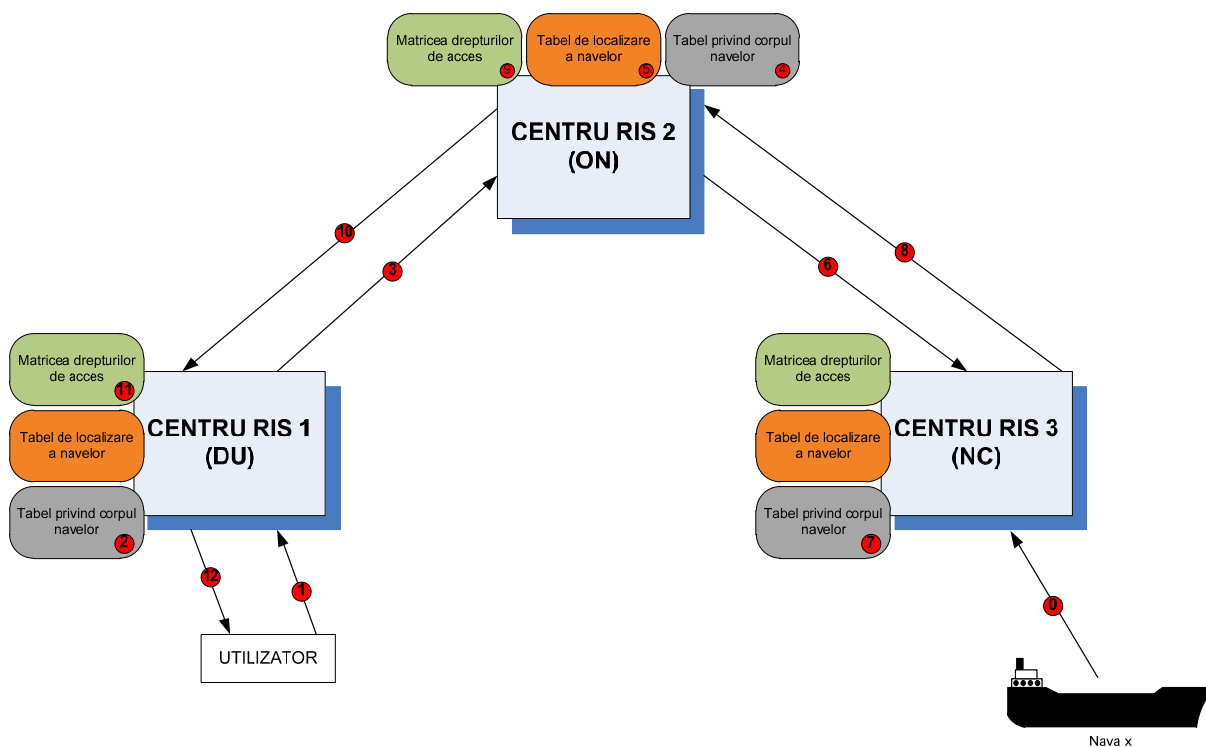 Matricea drepturilor
de acces
9
Tabel de localizare
a navelor
5
Tabel privind corpul
navelor
4
CENTRU RIS 2
(ON)
10
3
6
8
Matricea drepturilor
de acces
11
Tabel de localizare
a navelor
Tabel privind corpul
navelor
2
CENTRU RIS 1
(DU)
Matricea drepturilor
de acces
Tabel de localizare
a navelor
Tabel privind corpul
navelor
7
CENTRU RIS 3
(NC)
12
1
0
UTILIZATOR
Nava x